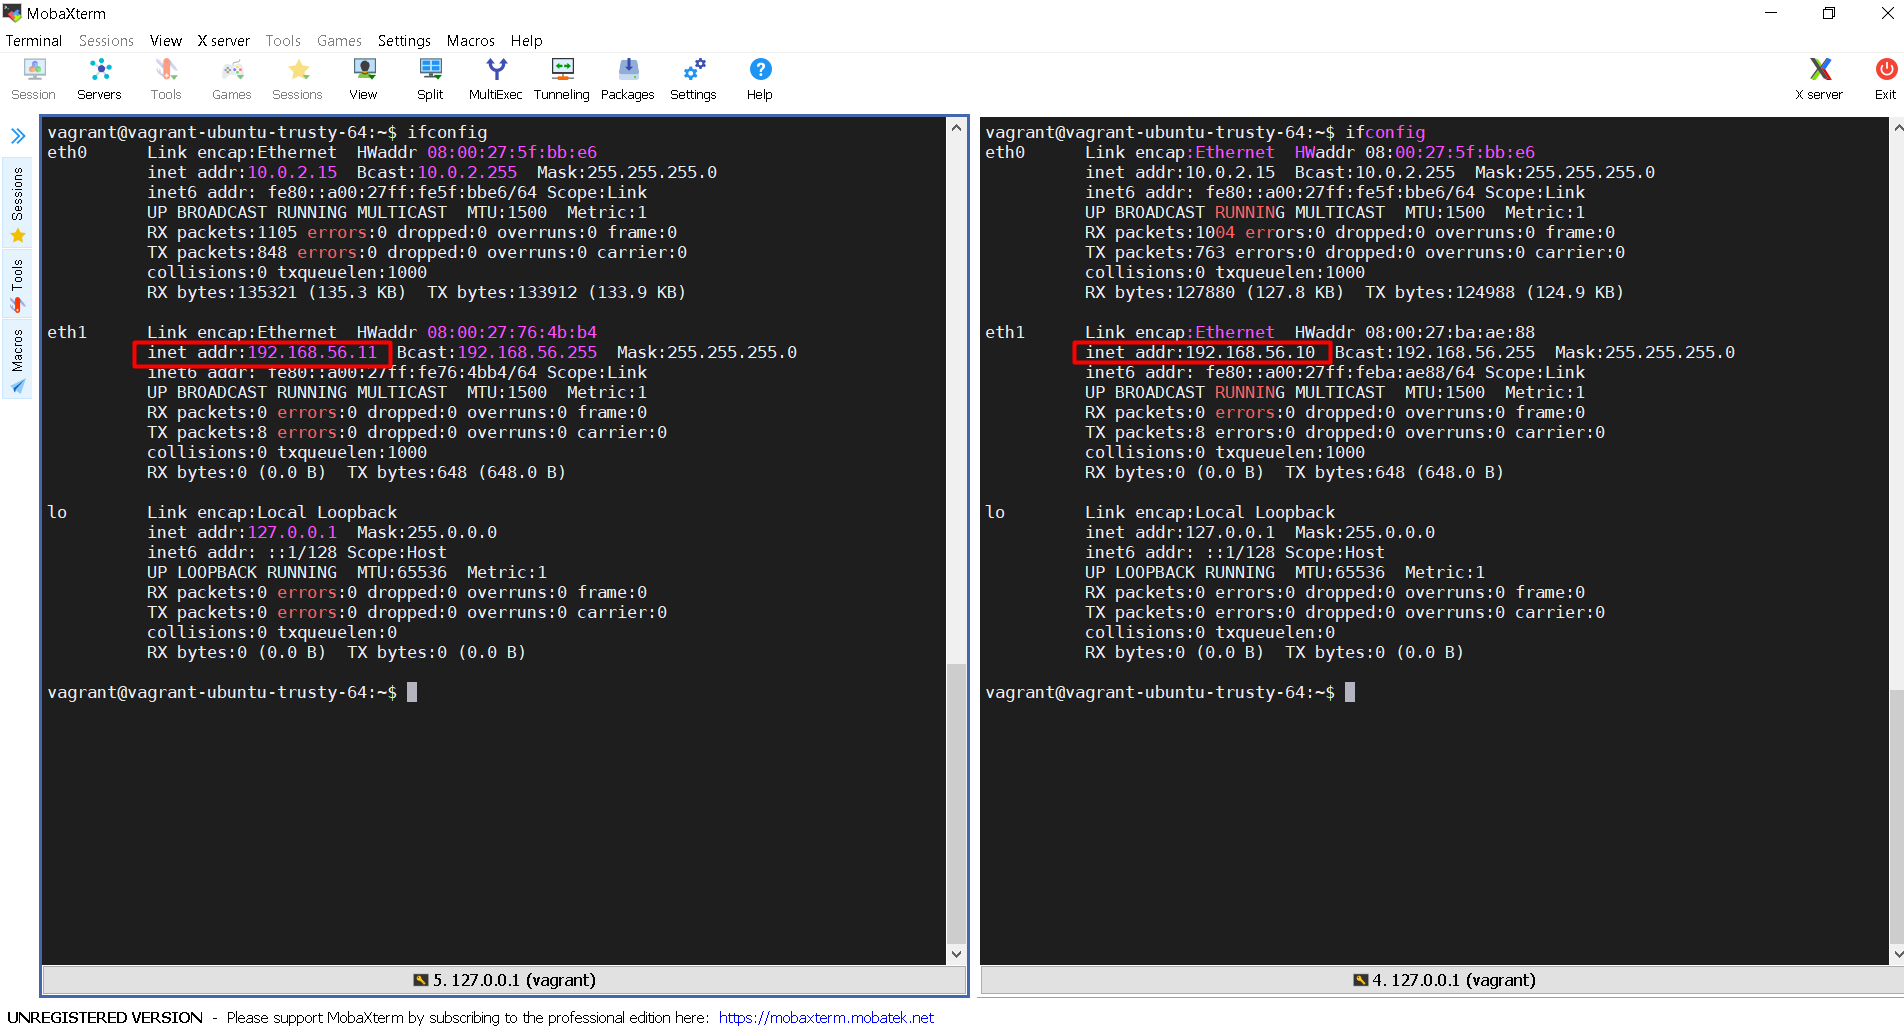 MobaXterm
Terminal Sessions View X server Tools Games Settings Macros Help
Session Servers Tools Games Sessions View Split MultiExec Tunneling Packages Settings Help X server Exit
Sessions
Tools
Macros
vagrant@vagrant-ubuntu-trusty-64:~$ ifconfig
eth0      Link encap:Ethernet  HWaddr 08:00:27:5f:bb:e6
          inet addr:10.0.2.15  Bcast:10.0.2.255  Mask:255.255.255.0
          inet6 addr: fe80::a00:27ff:fe5f:bbe6/64 Scope:Link
          UP BROADCAST RUNNING MULTICAST  MTU:1500  Metric:1
          RX packets:1105 errors:0 dropped:0 overruns:0 frame:0
          TX packets:848 errors:0 dropped:0 overruns:0 carrier:0
          collisions:0 txqueuelen:1000
          RX bytes:135321 (135.3 KB)  TX bytes:133912 (133.9 KB)
eth1      Link encap:Ethernet  HWaddr 08:00:27:76:4b:b4
          inet addr:192.168.56.11  Bcast:192.168.56.255  Mask:255.255.255.0
          inet6 addr: fe80::a00:27ff:fe76:4bb4/64 Scope:Link
          UP BROADCAST RUNNING MULTICAST  MTU:1500  Metric:1
          RX packets:0 errors:0 dropped:0 overruns:0 frame:0
          TX packets:8 errors:0 dropped:0 overruns:0 carrier:0
          collisions:0 txqueuelen:1000
          RX bytes:0 (0.0 B)  TX bytes:648 (648.0 B)
lo        Link encap:Local Loopback
          inet addr:127.0.0.1  Mask:255.0.0.0
          inet6 addr: ::1/128 Scope:Host
          UP LOOPBACK RUNNING  MTU:65536  Metric:1
          RX packets:0 errors:0 dropped:0 overruns:0 frame:0
          TX packets:0 errors:0 dropped:0 overruns:0 carrier:0
          collisions:0 txqueuelen:0
          RX bytes:0 (0.0 B)  TX bytes:0 (0.0 B)
vagrant@vagrant-ubuntu-trusty-64:~$
5. 127.0.0.1 (vagrant)
vagrant@vagrant-ubuntu-trusty-64:~$ ifconfig
eth0      Link encap:Ethernet  HWaddr 08:00:27:5f:bb:e6
          inet addr:10.0.2.15  Bcast:10.0.2.255  Mask:255.255.255.0
          inet6 addr: fe80::a00:27ff:fe5f:bbe6/64 Scope:Link
          UP BROADCAST RUNNING MULTICAST  MTU:1500  Metric:1
          RX packets:1004 errors:0 dropped:0 overruns:0 frame:0
          TX packets:763 errors:0 dropped:0 overruns:0 carrier:0
          collisions:0 txqueuelen:1000
          RX bytes:127880 (127.8 KB)  TX bytes:124988 (124.9 KB)
eth1      Link encap:Ethernet  HWaddr 08:00:27:ba:ae:88
          inet addr:192.168.56.10  Bcast:192.168.56.255  Mask:255.255.255.0
          inet6 addr: fe80::a00:27ff:feba:ae88/64 Scope:Link
          UP BROADCAST RUNNING MULTICAST  MTU:1500  Metric:1
          RX packets:0 errors:0 dropped:0 overruns:0 frame:0
          TX packets:8 errors:0 dropped:0 overruns:0 carrier:0
          collisions:0 txqueuelen:1000
          RX bytes:0 (0.0 B)  TX bytes:648 (648.0 B)
lo        Link encap:Local Loopback
          inet addr:127.0.0.1  Mask:255.0.0.0
          inet6 addr: ::1/128 Scope:Host
          UP LOOPBACK RUNNING  MTU:65536  Metric:1
          RX packets:0 errors:0 dropped:0 overruns:0 frame:0
          TX packets:0 errors:0 dropped:0 overruns:0 carrier:0
          collisions:0 txqueuelen:0
          RX bytes:0 (0.0 B)  TX bytes:0 (0.0 B)
vagrant@vagrant-ubuntu-trusty-64:~$
4. 127.0.0.1 (vagrant)
UNREGISTERED VERSION - Please support MobaXterm by subscribing to the professional edition here: https://mobaxterm.mobatek.net